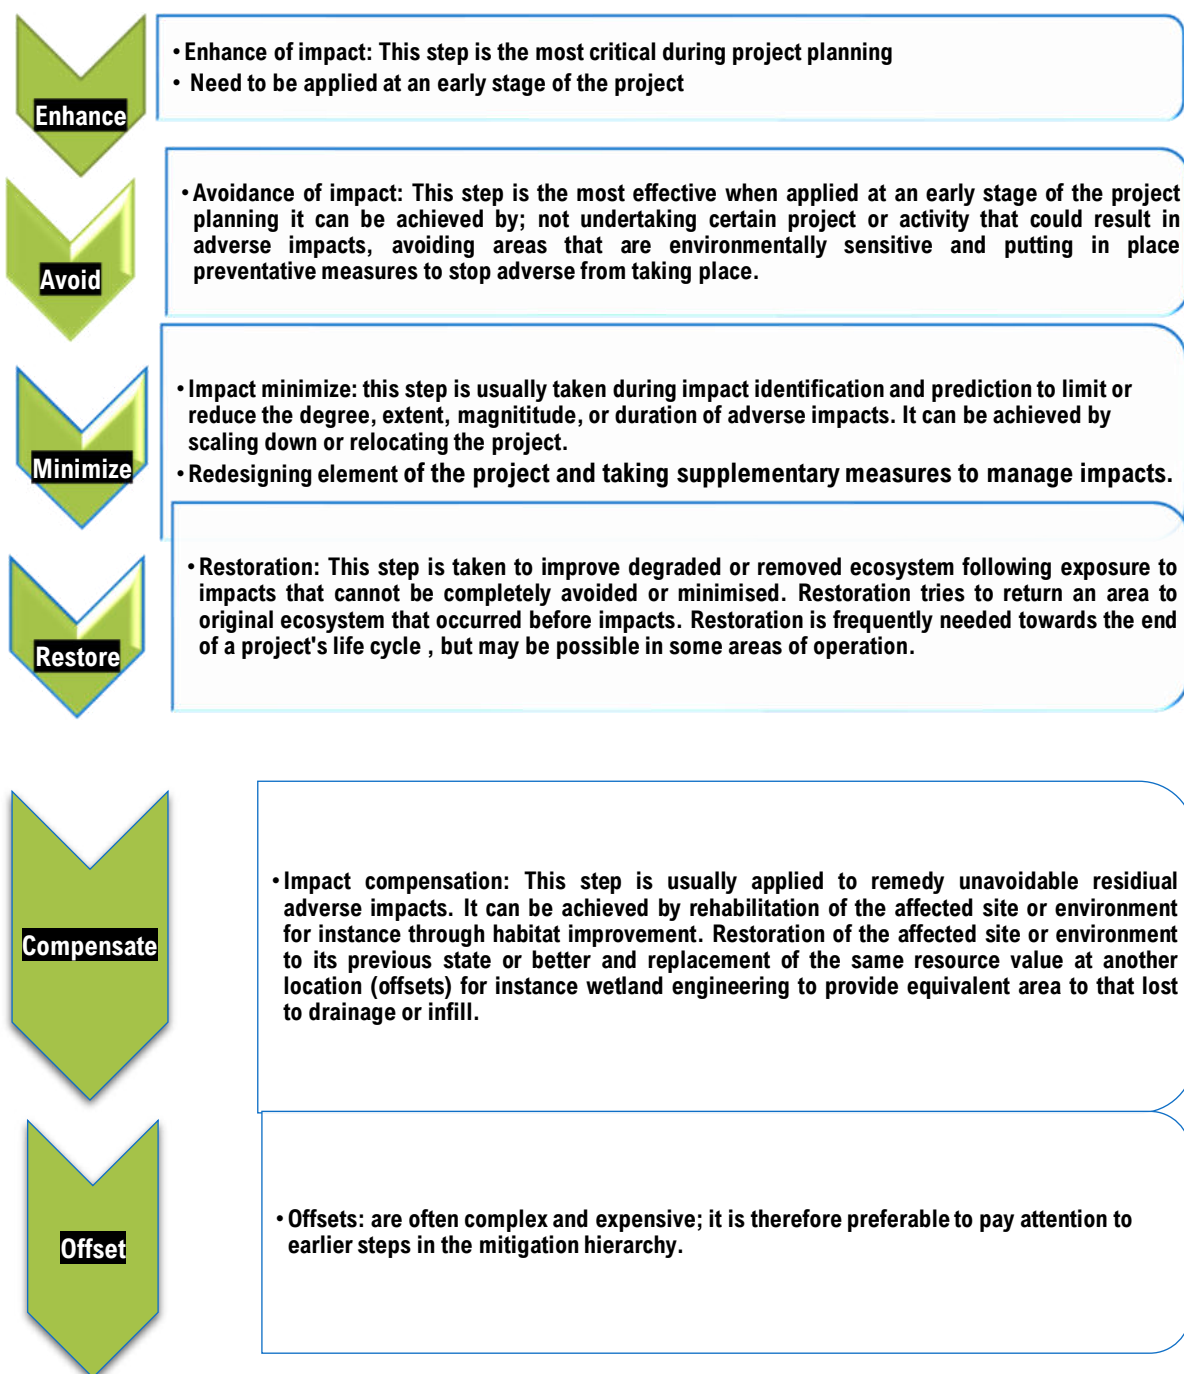 Enhance
• Enhance of impact: This step is the most critical during project planning
• Need to be applied at an early stage of the project
Avoid
• Avoidance of impact: This step is the most effective when applied at an early stage of the project
planning it can be achieved by; not undertaking certain project or activity that could result in
adverse impacts, avoiding areas that are environmentally sensitive and putting in place
preventative measures to stop adverse from taking place.
Minimize
• Impact minimize: this step is usually taken during impact identification and prediction to limit or
reduce the degree, extent, magnititude, or duration of adverse impacts. It can be achieved by
scaling down or relocating the project.
• Redesigning element of the project and taking supplementary measures to manage impacts.
Restore
• Restoration: This step is taken to improve degraded or removed ecosystem following exposure to
impacts that cannot be completely avoided or minimised. Restoration tries to return an area to
original ecosystem that occurred before impacts. Restoration is frequently needed towards the end
of a project's life cycle , but may be possible in some areas of operation.
Compensate
• Impact compensation: This step is usually applied to remedy unavoidable residiual
adverse impacts. It can be achieved by rehabilitation of the affected site or environment
for instance through habitat improvement. Restoration of the affected site or environment
to its previous state or better and replacement of the same resource value at another
location (offsets) for instance wetland engineering to provide equivalent area to that lost
to drainage or infill.
Offset
• Offsets: are often complex and expensive; it is therefore preferable to pay attention to
earlier steps in the mitigation hierarchy.